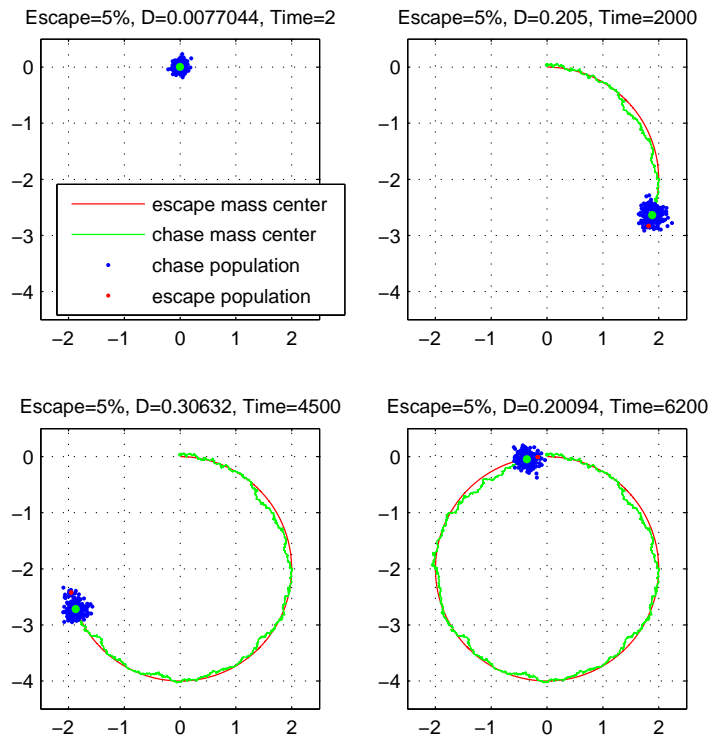 Escape=5%, D=0.0077044, Time=2
0
−1
−2
−3
−4
−2 −1 0 1 2
escape mass center
chase mass center
chase population
escape population
Escape=5%, D=0.205, Time=2000
0
−1
−2
−3
−4
−2 −1 0 1 2
Escape=5%, D=0.30632, Time=4500
0
−1
−2
−3
−4
−2 −1 0 1 2
Escape=5%, D=0.20094, Time=6200
0
−1
−2
−3
−4
−2 −1 0 1 2